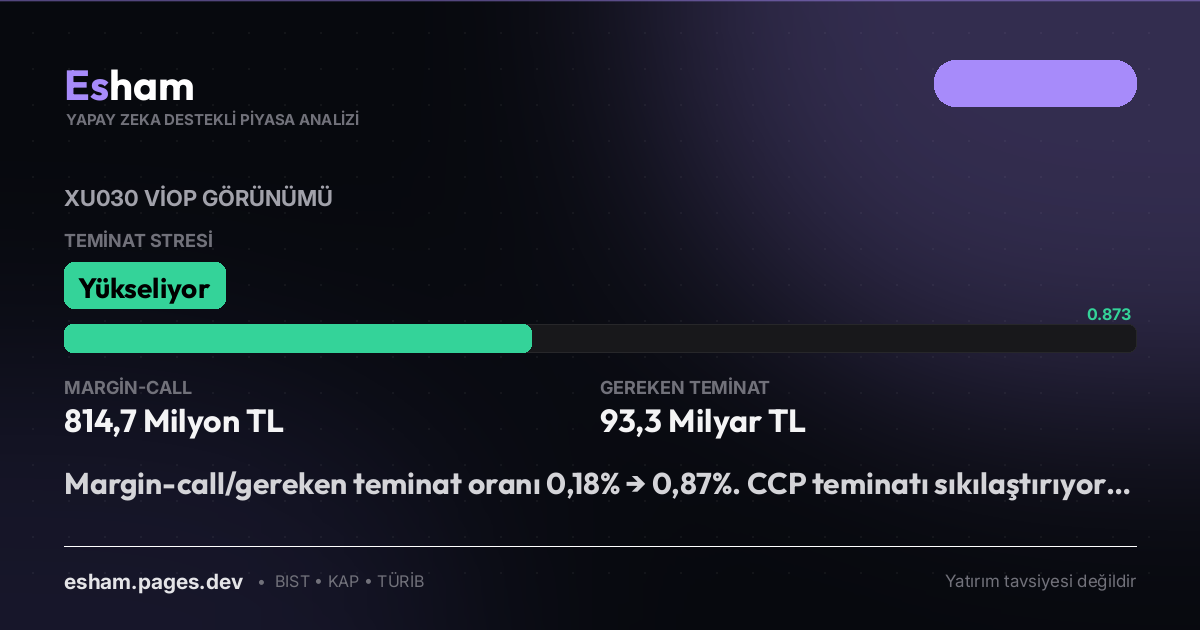 Esham
YAPAY ZEKA DESTEKLİ PİYASA ANALİZİ
XU030 VİOP GÖRÜNÜMÜ
TEMİNAT STRESİ
Yükseliyor
0.873
MARGİN-CALL
GEREKEN TEMİNAT
814,7 Milyon TL
93,3 Milyar TL
Margin-call/gereken teminat oranı 0,18% → 0,87%. CCP teminatı sıkılaştırıyor...
esham.pages.dev • BIST • KAP • TÜRİB
Yatırım tavsiyesi değildir